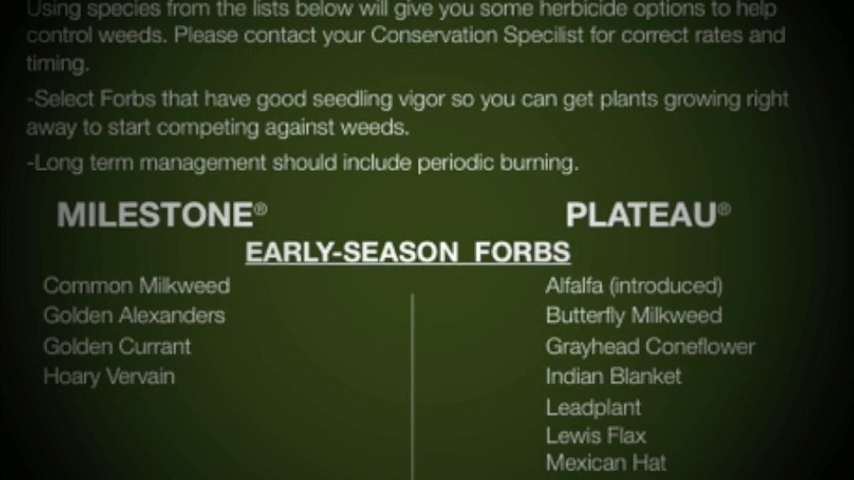 Using species from the lists below will give you some herbicide options to help
control weeds. Please contact your Conservation Specilist for correct rates and
timing.
-Select Forbs that have good seedling vigor so you can get plants growing right
away to start competing against weeds.
-Long term management should include periodic burning.
MILESTONE® PLATEAU®
EARLY-SEASON FORBS
Common Milkweed Alfalfa (introduced)
Golden Alexanders Butterfly Milkweed
Golden Currant Grayhead Coneflower
Hoary Vervain Indian Blanket
Leadplant
Lewis Flax
Mexican Hat